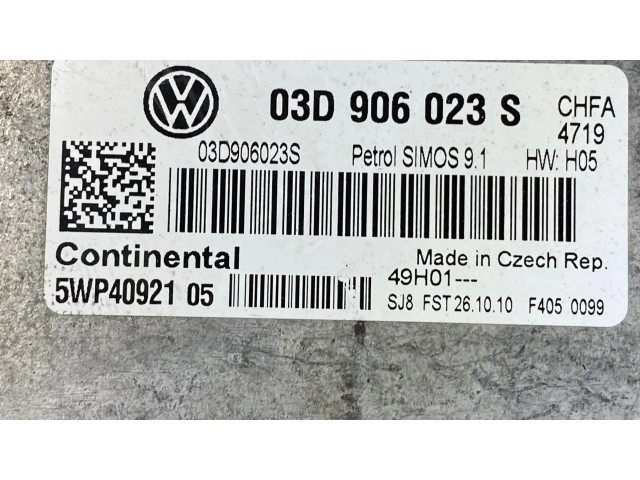 03D 906 023 S CHFA
4719
03D906023S Petrol SIMOS 9.1 HW: H05
Continental Made in Czech Rep.
5WP40921 05 49H01---
SJ8 FST 26.10.10 F405 0099